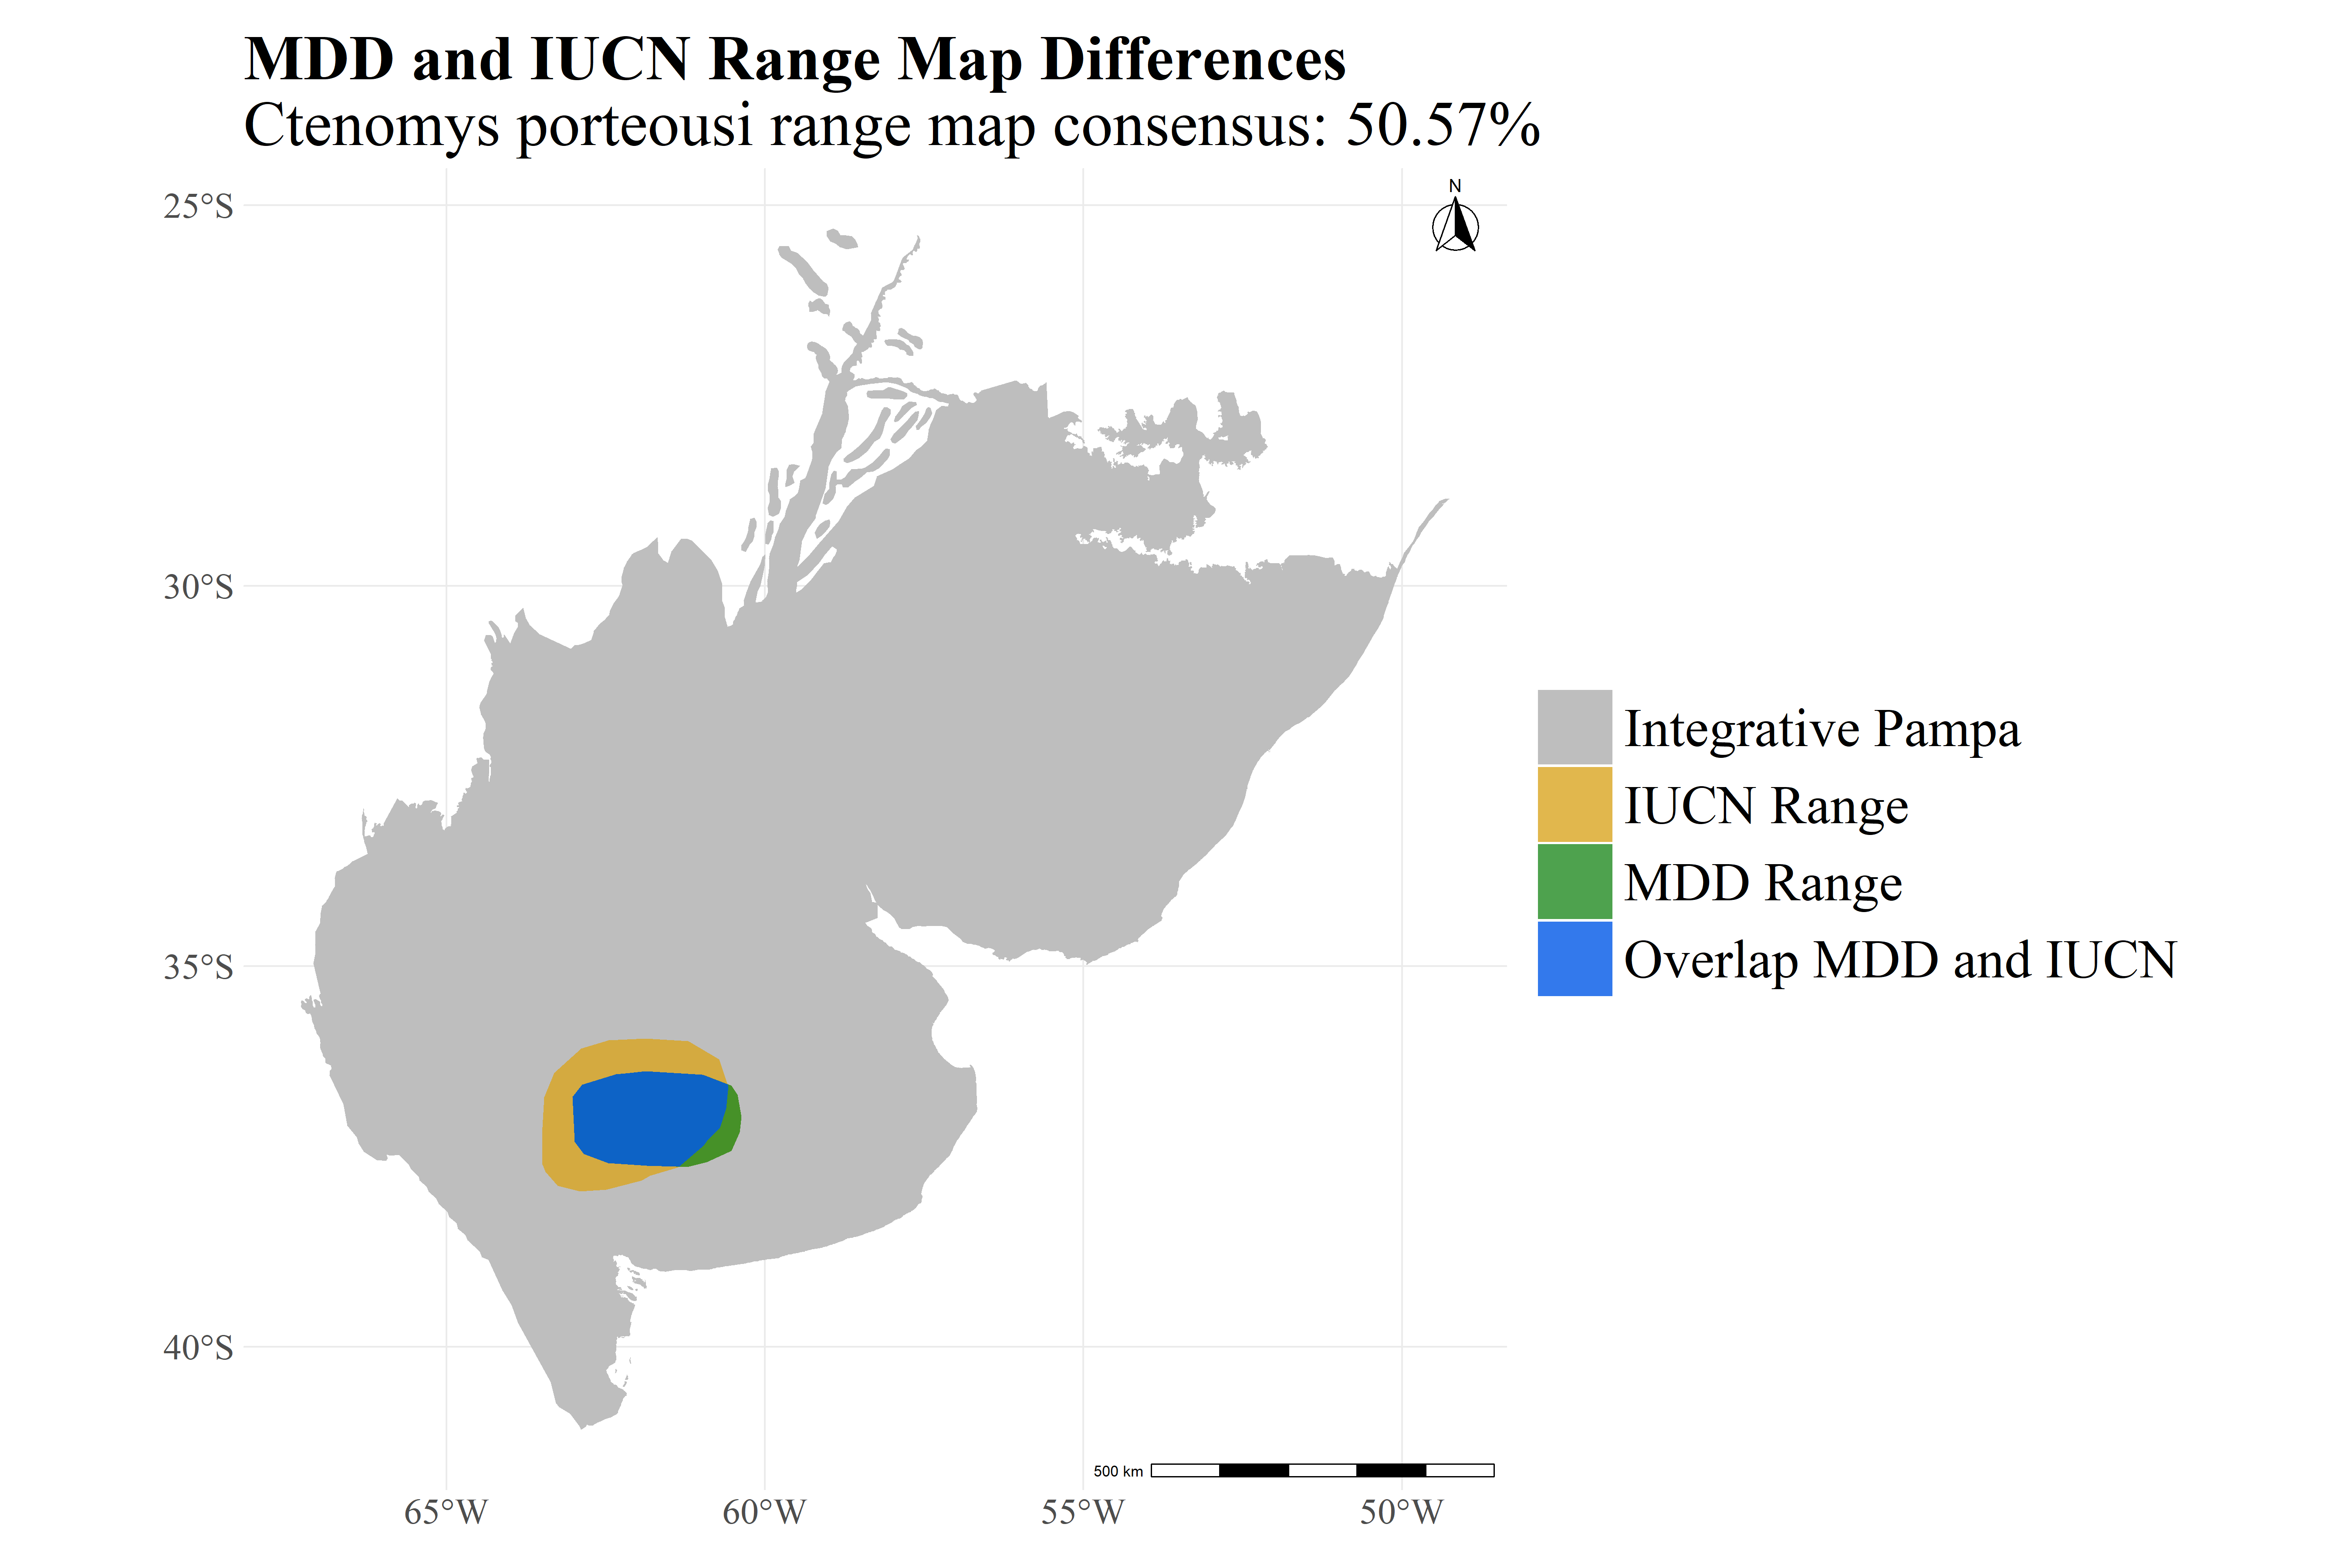 MDD and IUCN Range Map Differences
Ctenomys porteousi range map consensus: 50.57%
25°S
N
30°S
35°S
40°S
Integrative Pampa
IUCN Range
MDD Range
Overlap MDD and IUCN
500 km
65°W 60°W 55°W 50°W